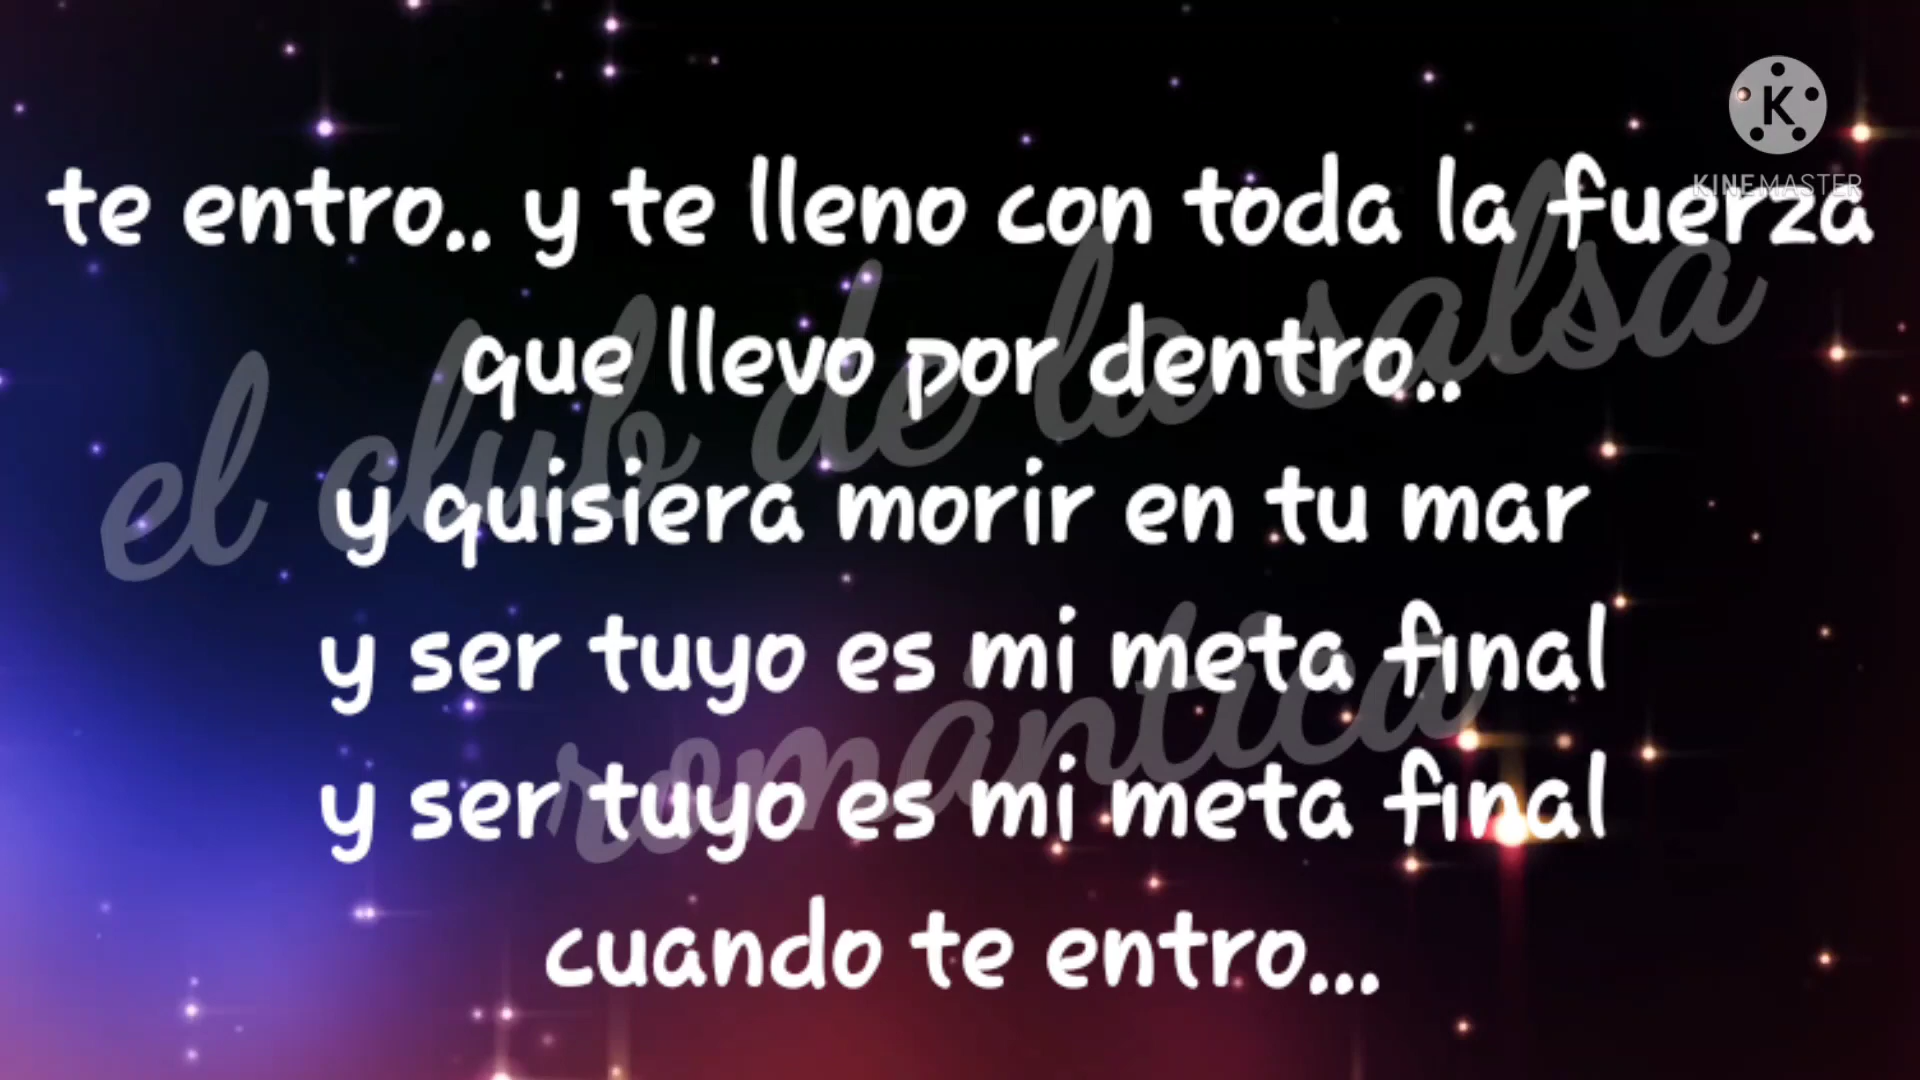 KINEMASTER
te entro.. y te lleno con toda la fuerza
que llevo por dentro..
y quisiera morir en tu mar
y ser tuyo es mi meta final
y ser tuyo es mi meta final
cuando te entro...
el club de la salsa
romántica